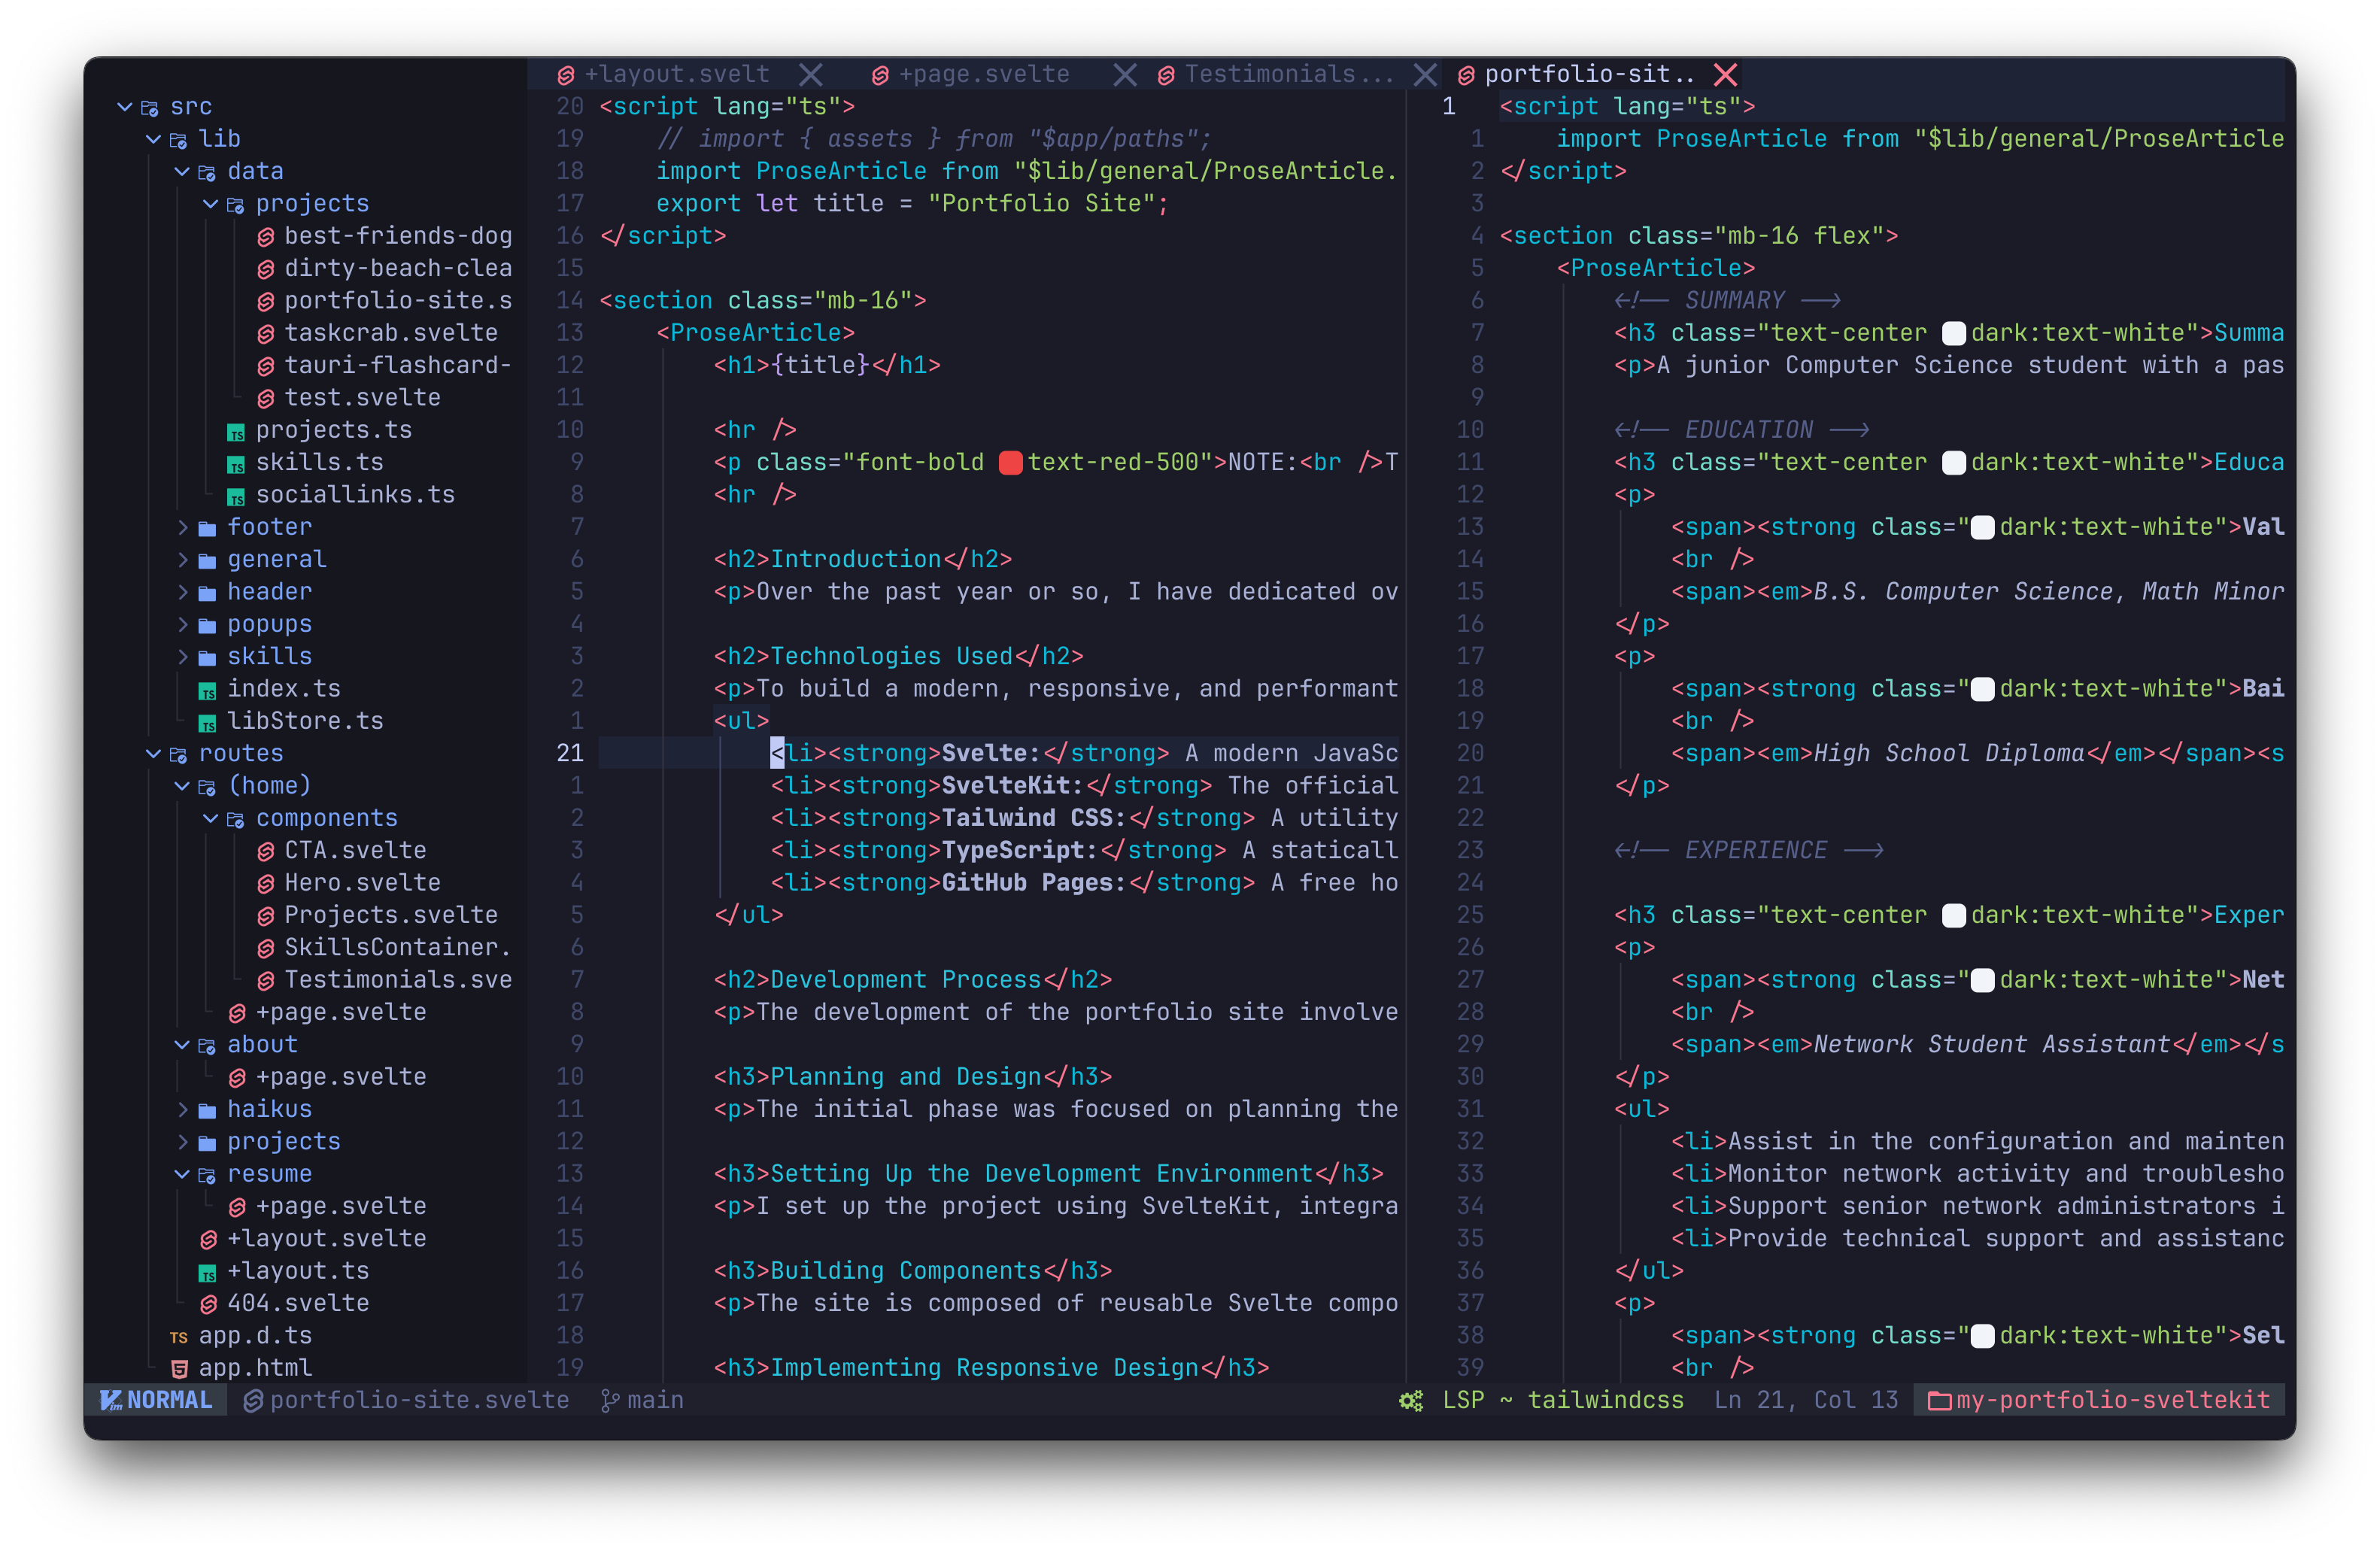 src
lib
data
projects
best-friends-dog
dirty-beach-clea
portfolio-site.s
taskcrab.svelte
tauri-flashcard-
test.svelte
projects.ts
skills.ts
sociallinks.ts
footer
general
header
popups
skills
index.ts
libStore.ts
routes
(home)
components
CTA.svelte
Hero.svelte
Projects.svelte
SkillsContainer.
Testimonials.sve
+page.svelte
about
+page.svelte
haikus
projects
resume
+page.svelte
+layout.svelte
+layout.ts
404.svelte
app.d.ts
app.html
+layout.svelt
+page.svelte
Testimonials...
portfolio-sit..
20 <script lang="ts">
19 // import { assets } from "$app/paths";
18 import ProseArticle from "$lib/general/ProseArticle.
17 export let title = "Portfolio Site";
16 </script>
15
14 <section class="mb-16">
13 <ProseArticle>
12 <h1>{title}</h1>
11
10 <hr />
9 <p class="font-bold text-red-500">NOTE:<br />T
8 <hr />
7
6 <h2>Introduction</h2>
5 <p>Over the past year or so, I have dedicated ov
4
3 <h2>Technologies Used</h2>
2 <p>To build a modern, responsive, and performant
1 <ul>
21 <li><strong>Svelte:</strong> A modern JavaSc
1 <li><strong>SvelteKit:</strong> The official
2 <li><strong>Tailwind CSS:</strong> A utility
3 <li><strong>TypeScript:</strong> A staticall
4 <li><strong>GitHub Pages:</strong> A free ho
5 </ul>
6
7 <h2>Development Process</h2>
8 <p>The development of the portfolio site involve
9
10 <h3>Planning and Design</h3>
11 <p>The initial phase was focused on planning the
12
13 <h3>Setting Up the Development Environment</h3>
14 <p>I set up the project using SvelteKit, integra
15
16 <h3>Building Components</h3>
17 <p>The site is composed of reusable Svelte compo
18
19 <h3>Implementing Responsive Design</h3>
1 <script lang="ts">
1 import ProseArticle from "$lib/general/ProseArticle
2 </script>
3
4 <section class="mb-16 flex">
5 <ProseArticle>
6 <!-- SUMMARY -->
7 <h3 class="text-center dark:text-white">Summa
8 <p>A junior Computer Science student with a pas
9
10 <!-- EDUCATION -->
11 <h3 class="text-center dark:text-white">Educa
12 <p>
13 <span><strong class="dark:text-white">Val
14 <br />
15 <span><em>B.S. Computer Science, Math Minor
16 </p>
17 <p>
18 <span><strong class="dark:text-white">Bai
19 <br />
20 <span><em>High School Diploma</em></span><s
21 </p>
22
23 <!-- EXPERIENCE -->
24
25 <h3 class="text-center dark:text-white">Exper
26 <p>
27 <span><strong class="dark:text-white">Net
28 <br />
29 <span><em>Network Student Assistant</em></s
30 </p>
31 <ul>
32 <li>Assist in the configuration and mainten
33 <li>Monitor network activity and troublesho
34 <li>Support senior network administrators i
35 <li>Provide technical support and assistanc
36 </ul>
37 <p>
38 <span><strong class="dark:text-white">Sel
39 <br />
NORMAL portfolio-site.svelte main LSP ~ tailwindcss Ln 21, Col 13 my-portfolio-sveltekit